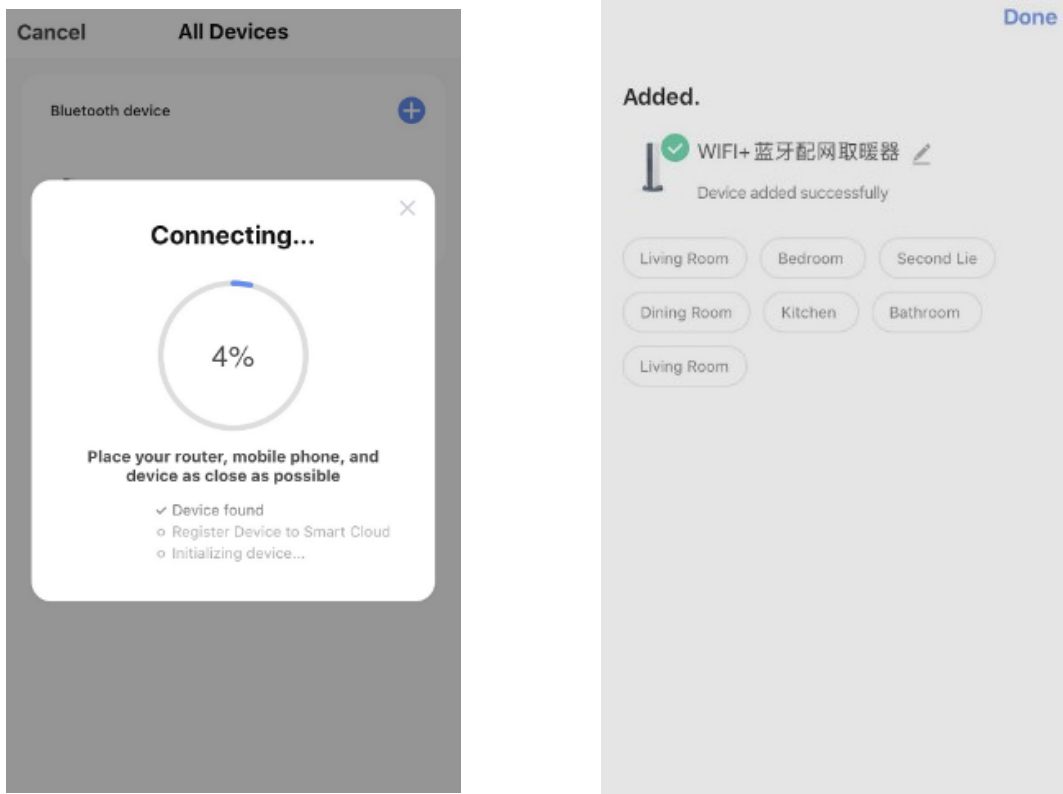 Cancel
All Devices
Bluetooth device
Connecting...
4%
Place your router, mobile phone, and
device as close as possible
Device found
Register Device to Smart Cloud
Initializing device...
Done
Added.
WIFI+蓝牙配网取暖器
Device added successfully
Living Room
Bedroom
Second Lie
Dining Room
Kitchen
Bathroom
Living Room